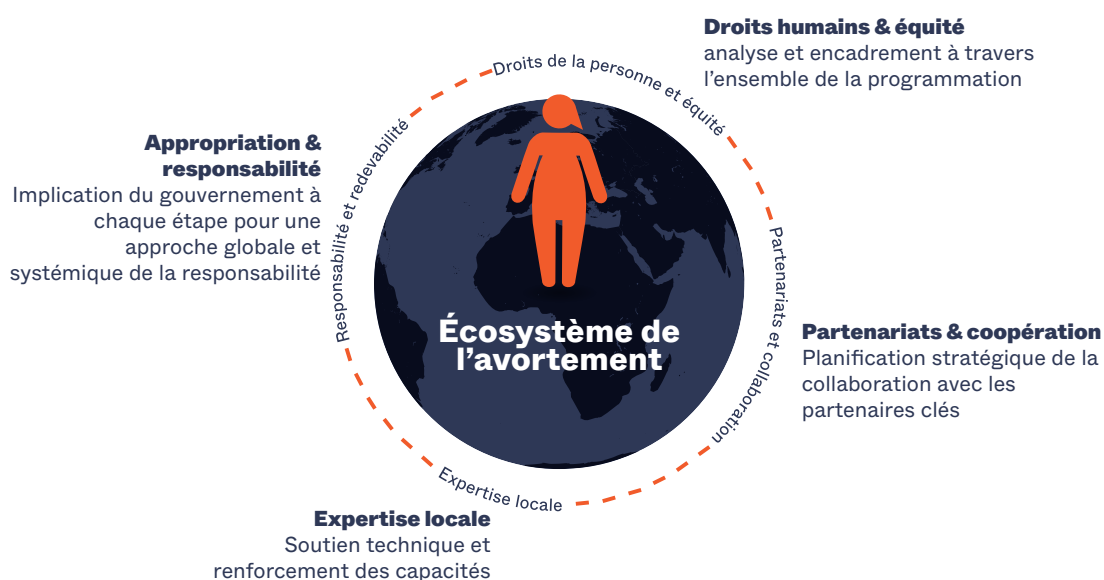 Droits humains & équité
analyse et encadrement à travers
l'ensemble de la programmation
Droits de la personne et équité
Appropriation &
responsabilité
Implication du gouvernement à
chaque étape pour une
approche globale et
systémique de la responsabilité
Responsabilité et redevabilité
Partenariats et collaboration
Écosystème de
l'avortement
Partenariats & coopération
Planification stratégique de la
collaboration avec les
partenaires clés
Expertise locale
Expertise locale
Soutien technique et
renforcement des capacités